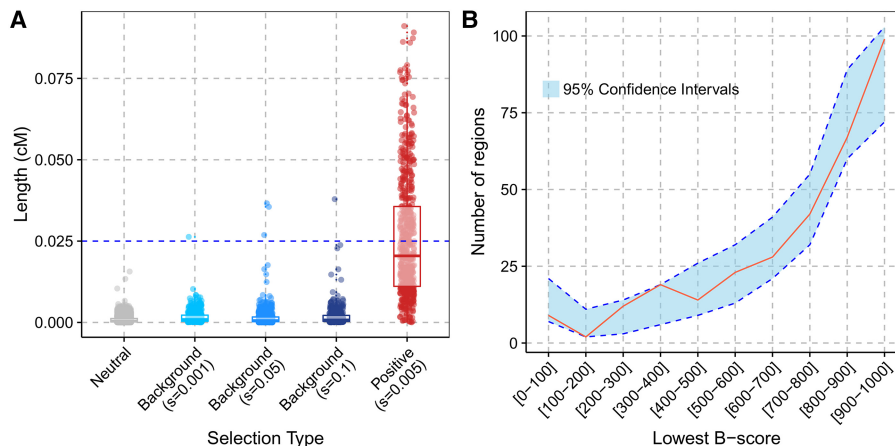 A
Length (cM)
0.075
0.050
0.025
0.000
Neutral
Background
(s=0.001)
Background
(s=0.05)
Background
(s=0.1)
Positive
(s=0.005)
Selection Type
B
Number of regions
100
75
50
25
0
95% Confidence Intervals
[0−100]
[100−200]
[200−300]
[300−400]
[400−500]
[500−600]
[600−700]
[700−800]
[800−900]
[900−1000]
Lowest B−score